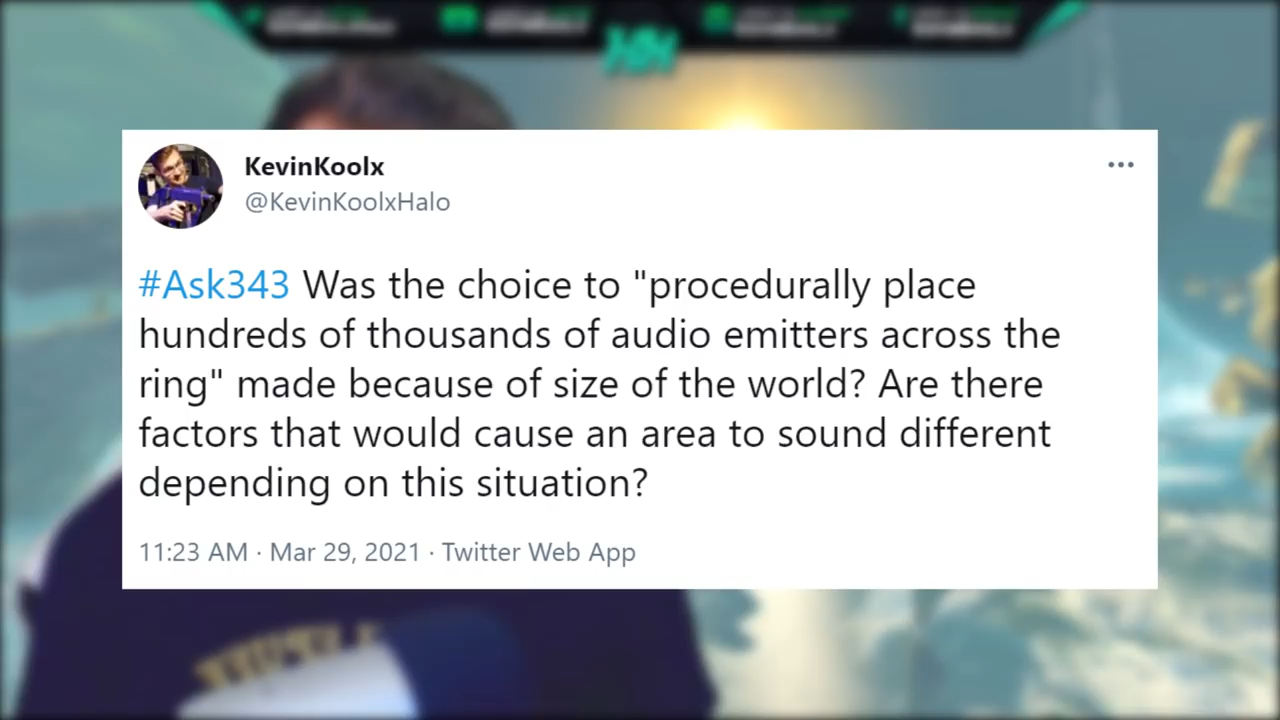 KevinKoolx
@KevinKoolxHalo
#Ask343 Was the choice to "procedurally place
hundreds of thousands of audio emitters across the
ring" made because of size of the world? Are there
factors that would cause an area to sound different
depending on this situation?
11:23 AM · Mar 29, 2021 · Twitter Web App